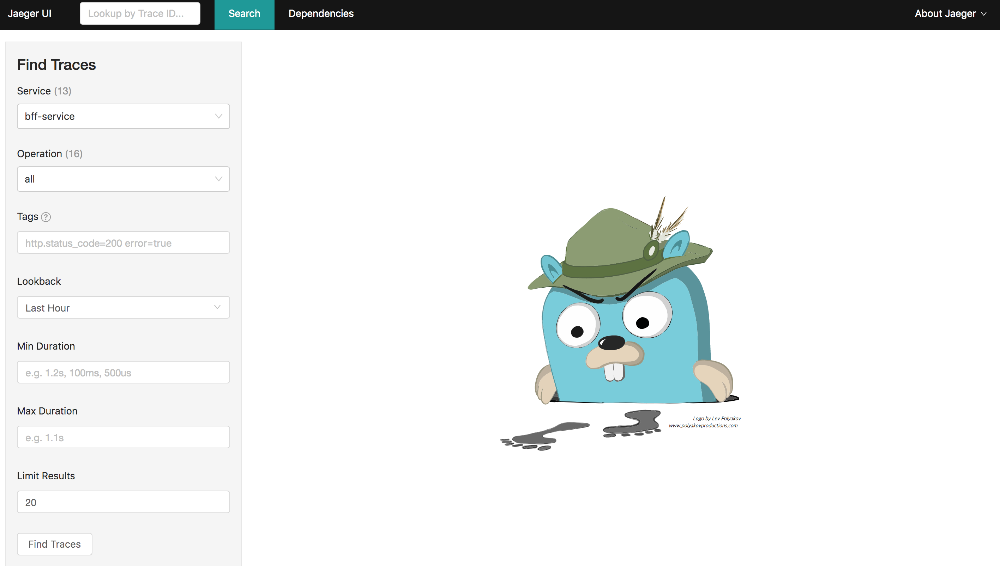 Jaeger UI
Lookup by Trace ID...
Search
Dependencies
About Jaeger
Find Traces
Service (13)
bff-service
Operation (16)
all
Tags ?
http.status_code=200 error=true
Lookback
Last Hour
Min Duration
e.g. 1.2s, 100ms, 500us
Max Duration
e.g. 1.1s
Limit Results
20
Find Traces
Logo by Lev Polyakov
www.polyakovproductions.com